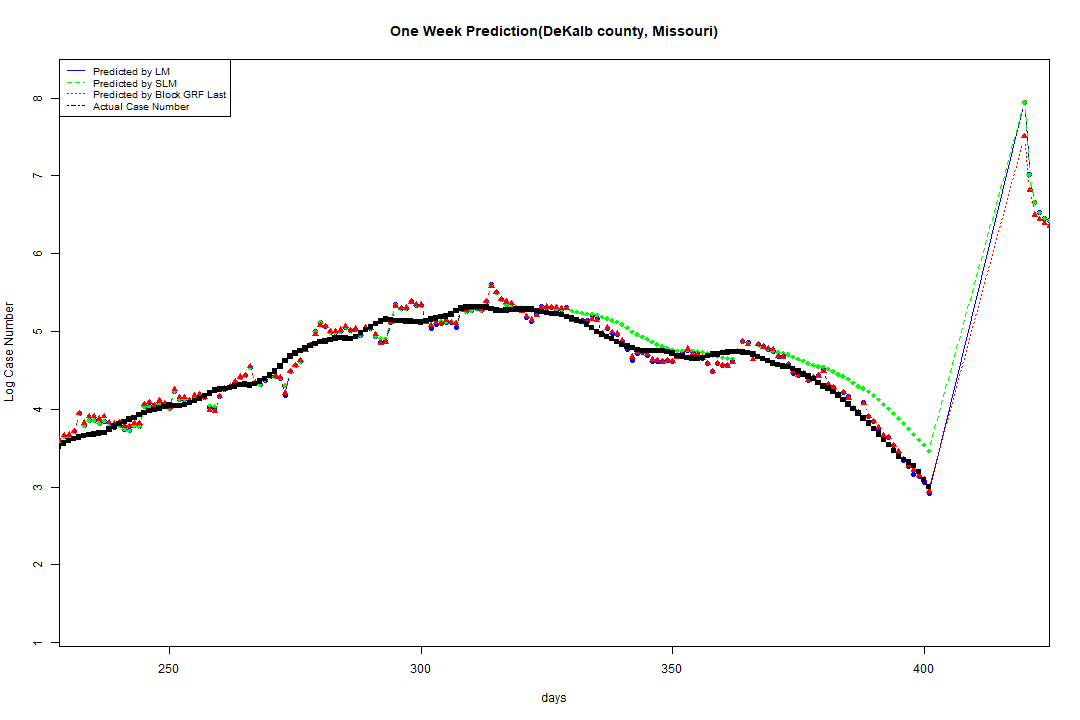 One Week Prediction(DeKalb county, Missouri)
Predicted by LM
Predicted by SLM
Predicted by Block GRF Last
Actual Case Number
8
7
6
5
4
3
2
1
Log Case Number
250 300 350 400
days